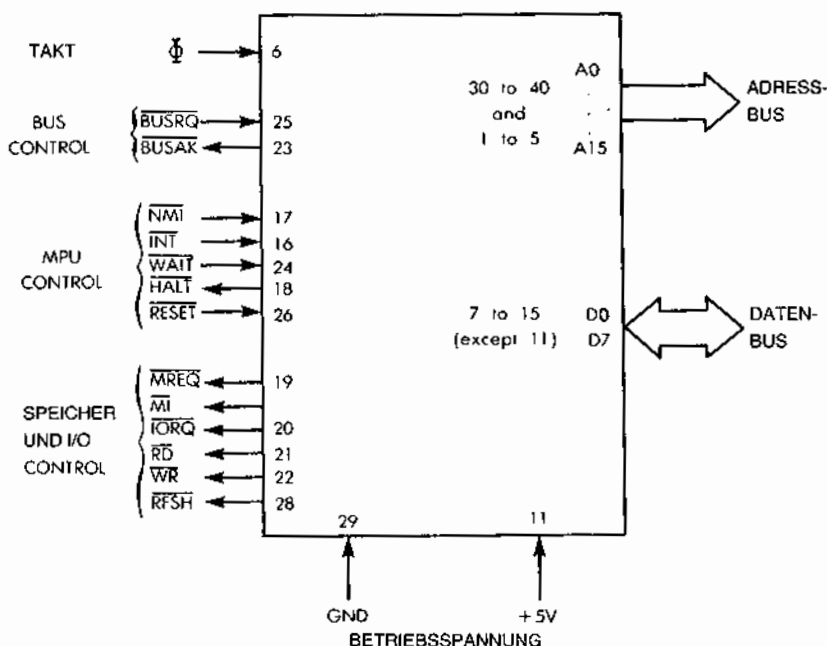 TAKT Φ 6
BUS CONTROL
BUSRQ 25
BUSAK 23
MPU CONTROL
NMI 17
INT 16
WAIT 24
HALT 18
RESET 26
SPEICHER UND I/O CONTROL
MREQ 19
MI
IORQ 20
RD 21
WR 22
RFSH 28
30 to 40
and
1 to 5
A0
A15
ADRESS-
BUS
7 to 15
(except 11)
D0
D7
DATEN-
BUS
29
11
GND
+5V
BETRIEBSSPANNUNG